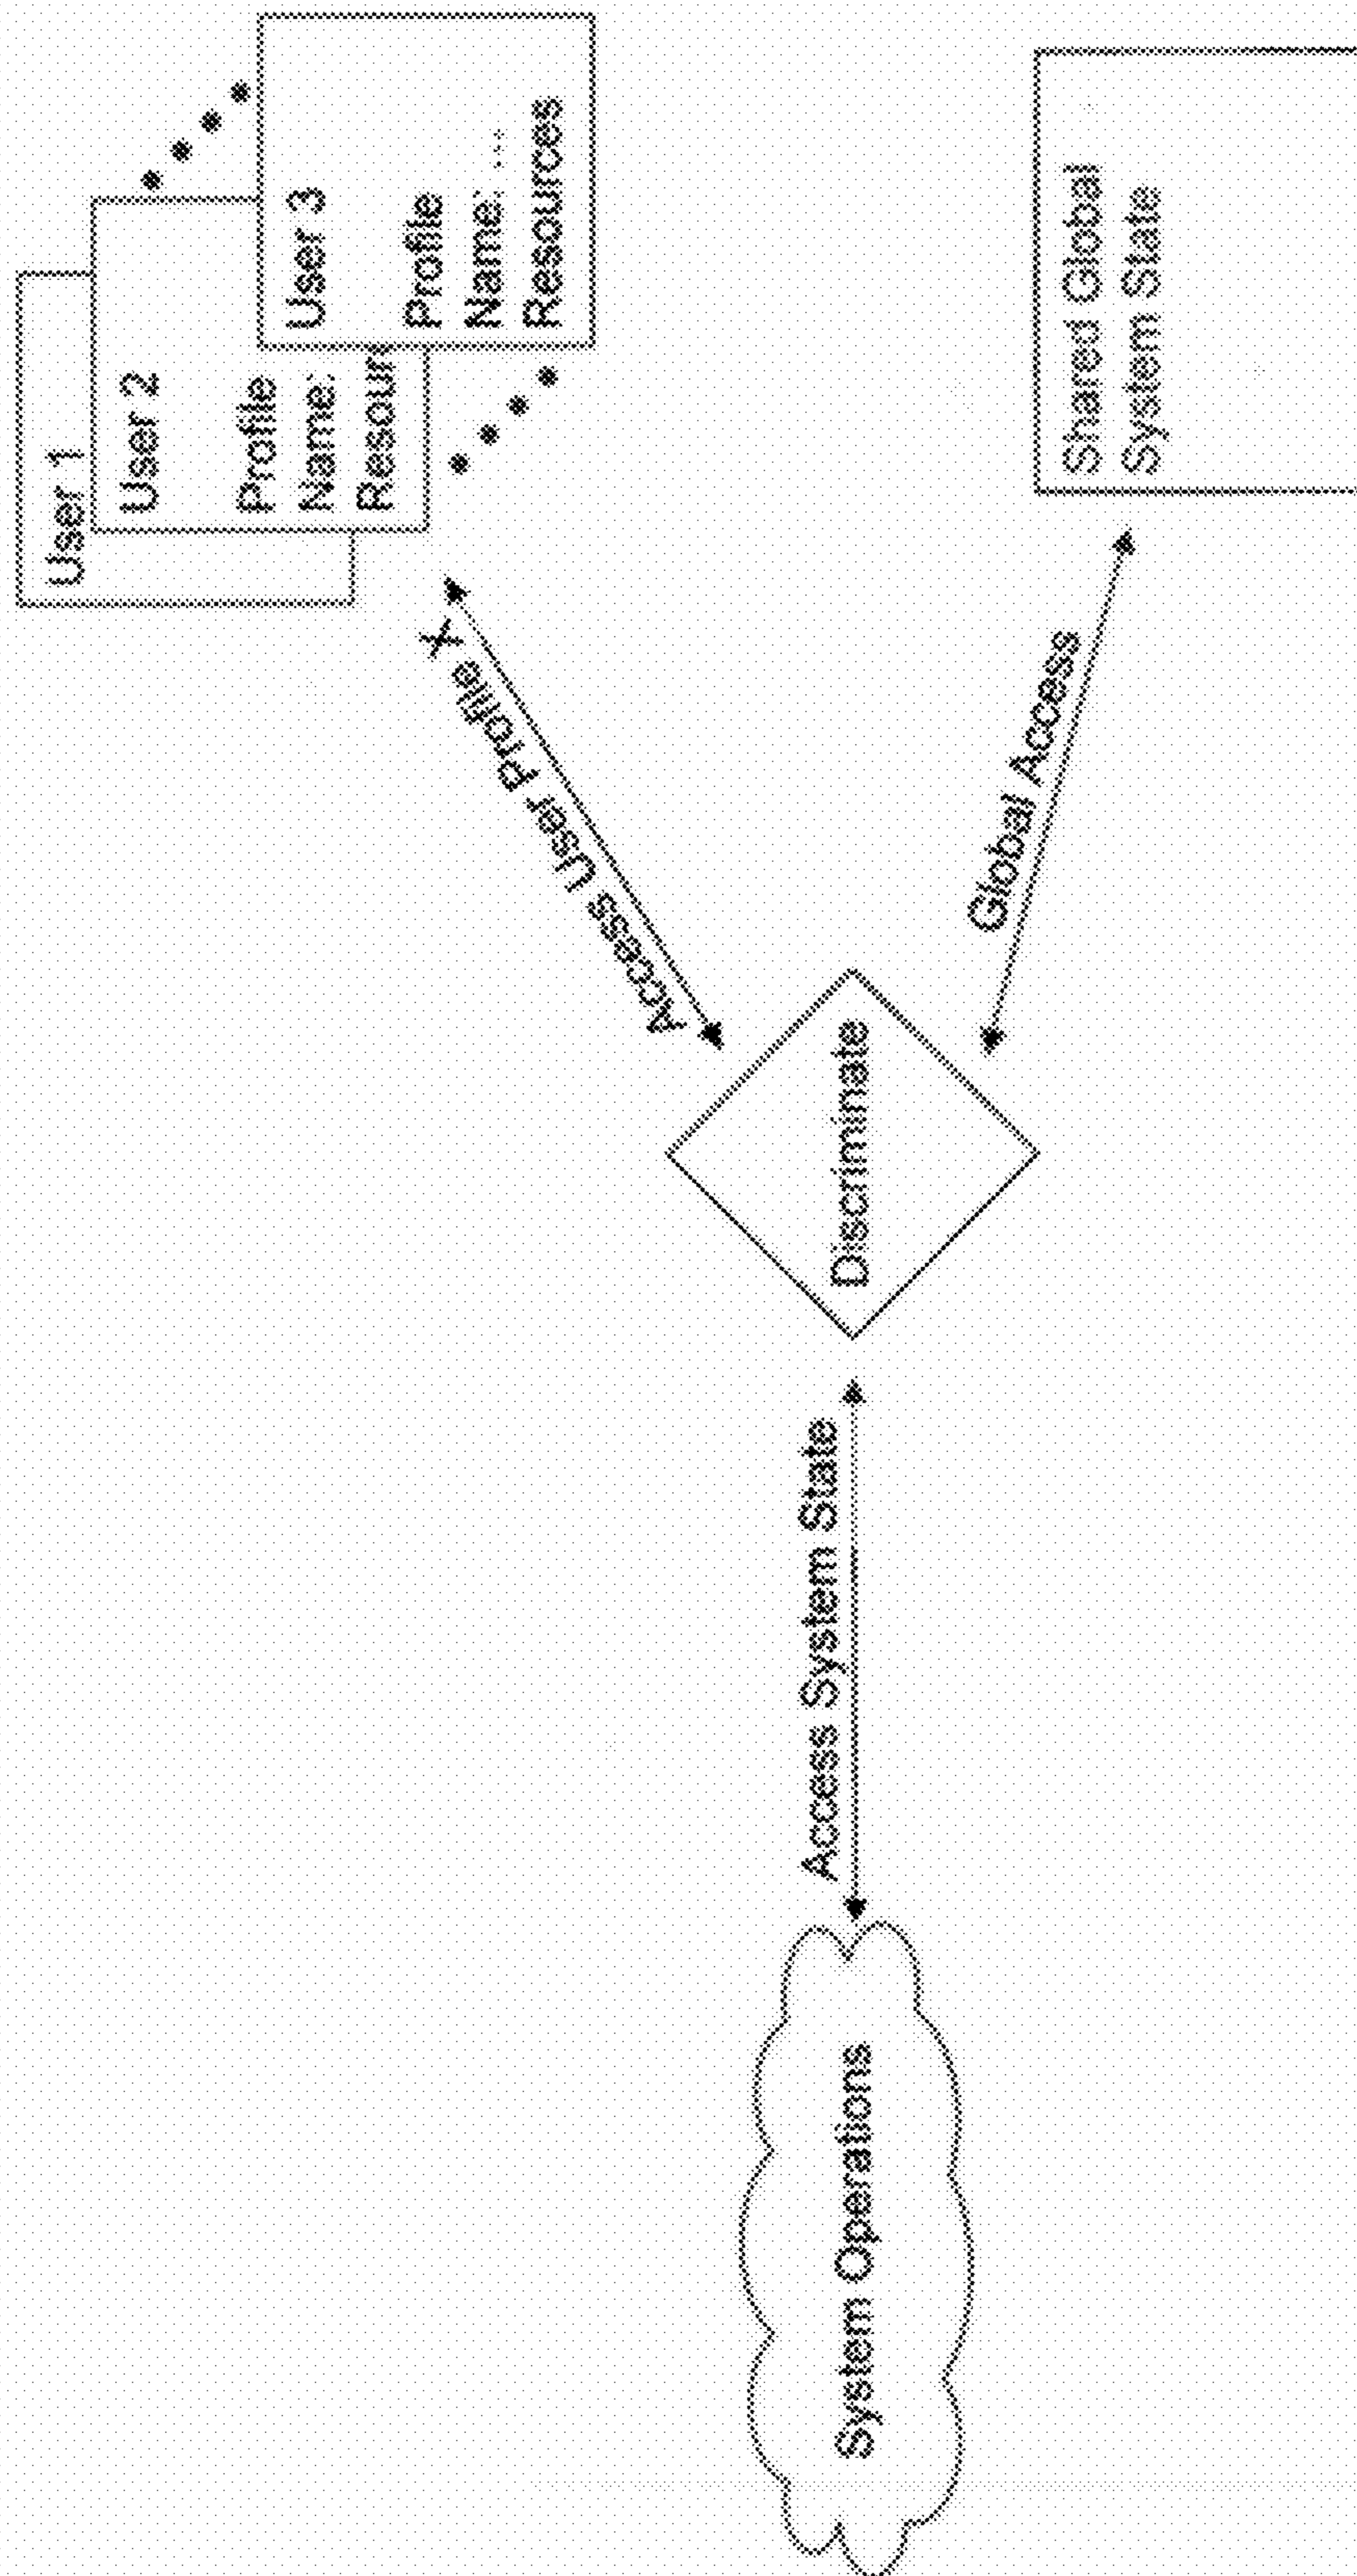 User 1
User 2
Profile
Name:
Resour
User 3
Profile
Name: ...
Resources
Access User Profile X
System Operations
Access System State
Discriminate
Global Access
Shared Global
System State